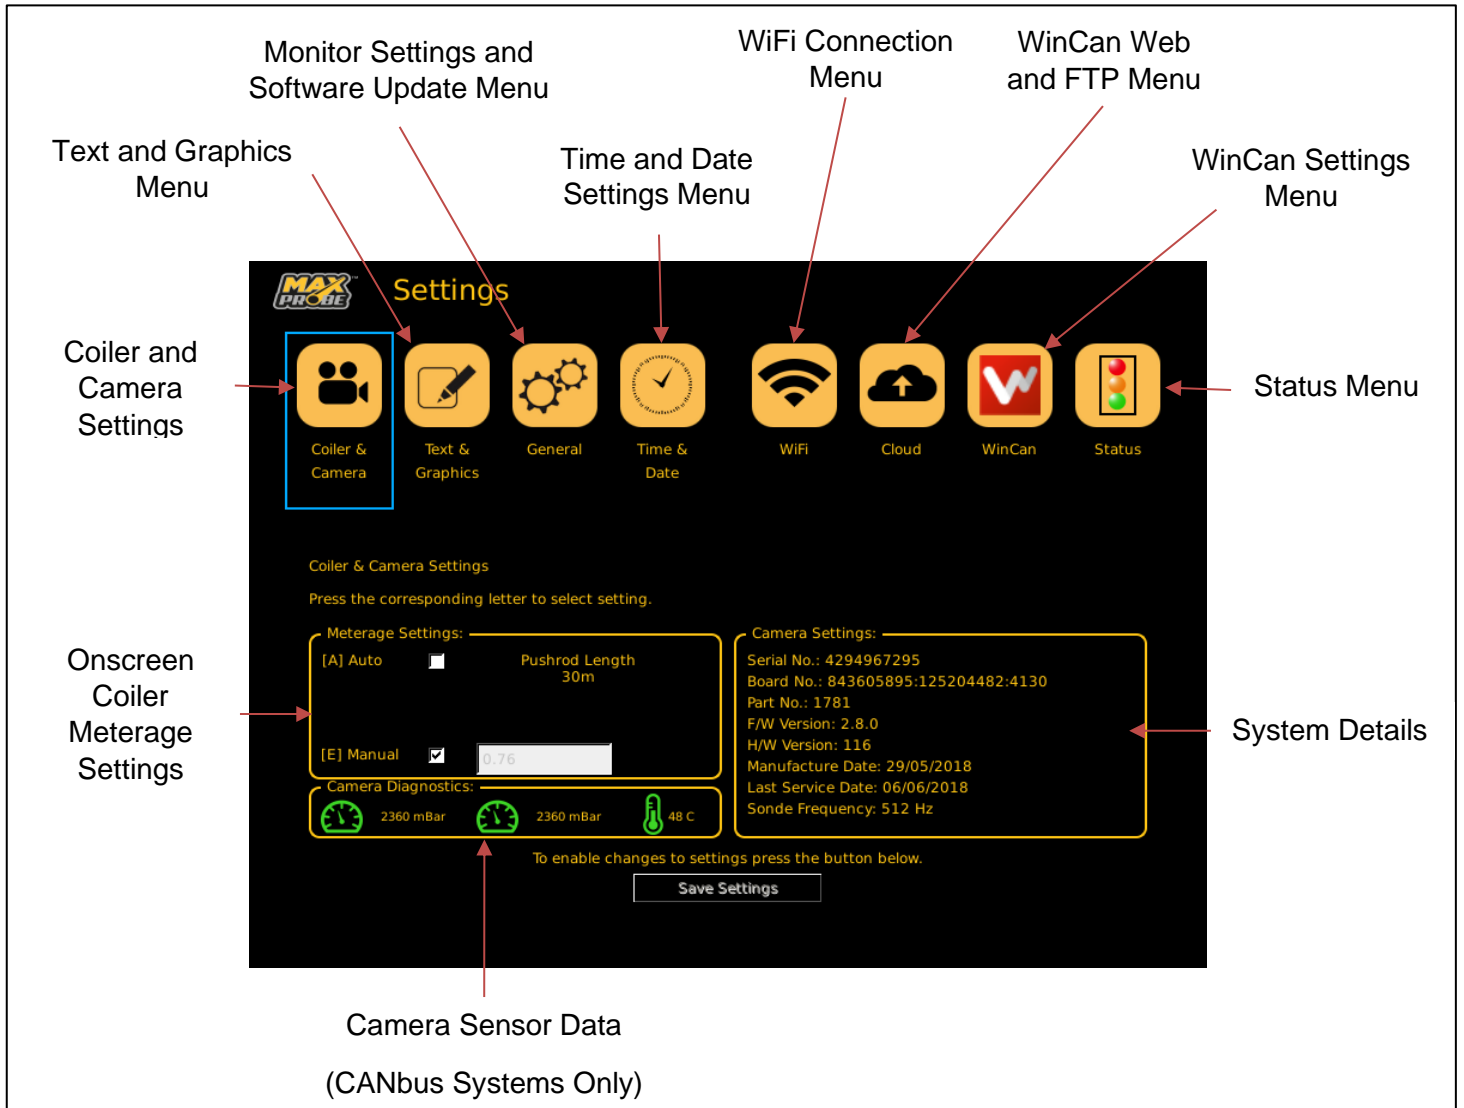 Monitor Settings and
Software Update Menu
WiFi Connection
Menu
WinCan Web
and FTP Menu
Text and Graphics
Menu
Time and Date
Settings Menu
WinCan Settings
Menu
MAX
PROBE
Settings
Coiler and
Camera
Settings
Status Menu
Coiler &
Camera
Text &
Graphics
General
Time &
Date
WiFi
Cloud
WinCan
Status
Coiler & Camera Settings
Press the corresponding letter to select setting.
Onscreen
Coiler
Meterage
Settings
Meterage Settings:
[A] Auto
Pushrod Length
30m
[E] Manual
0.76
Camera Diagnostics:
2360 mBar
2360 mBar
48 C
Camera Settings:
Serial No.: 4294967295
Board No.: 843605895:125204482:4130
Part No.: 1781
F/W Version: 2.8.0
H/W Version: 116
Manufacture Date: 29/05/2018
Last Service Date: 06/06/2018
Sonde Frequency: 512 Hz
System Details
To enable changes to settings press the button below.
Save Settings
Camera Sensor Data
(CANbus Systems Only)